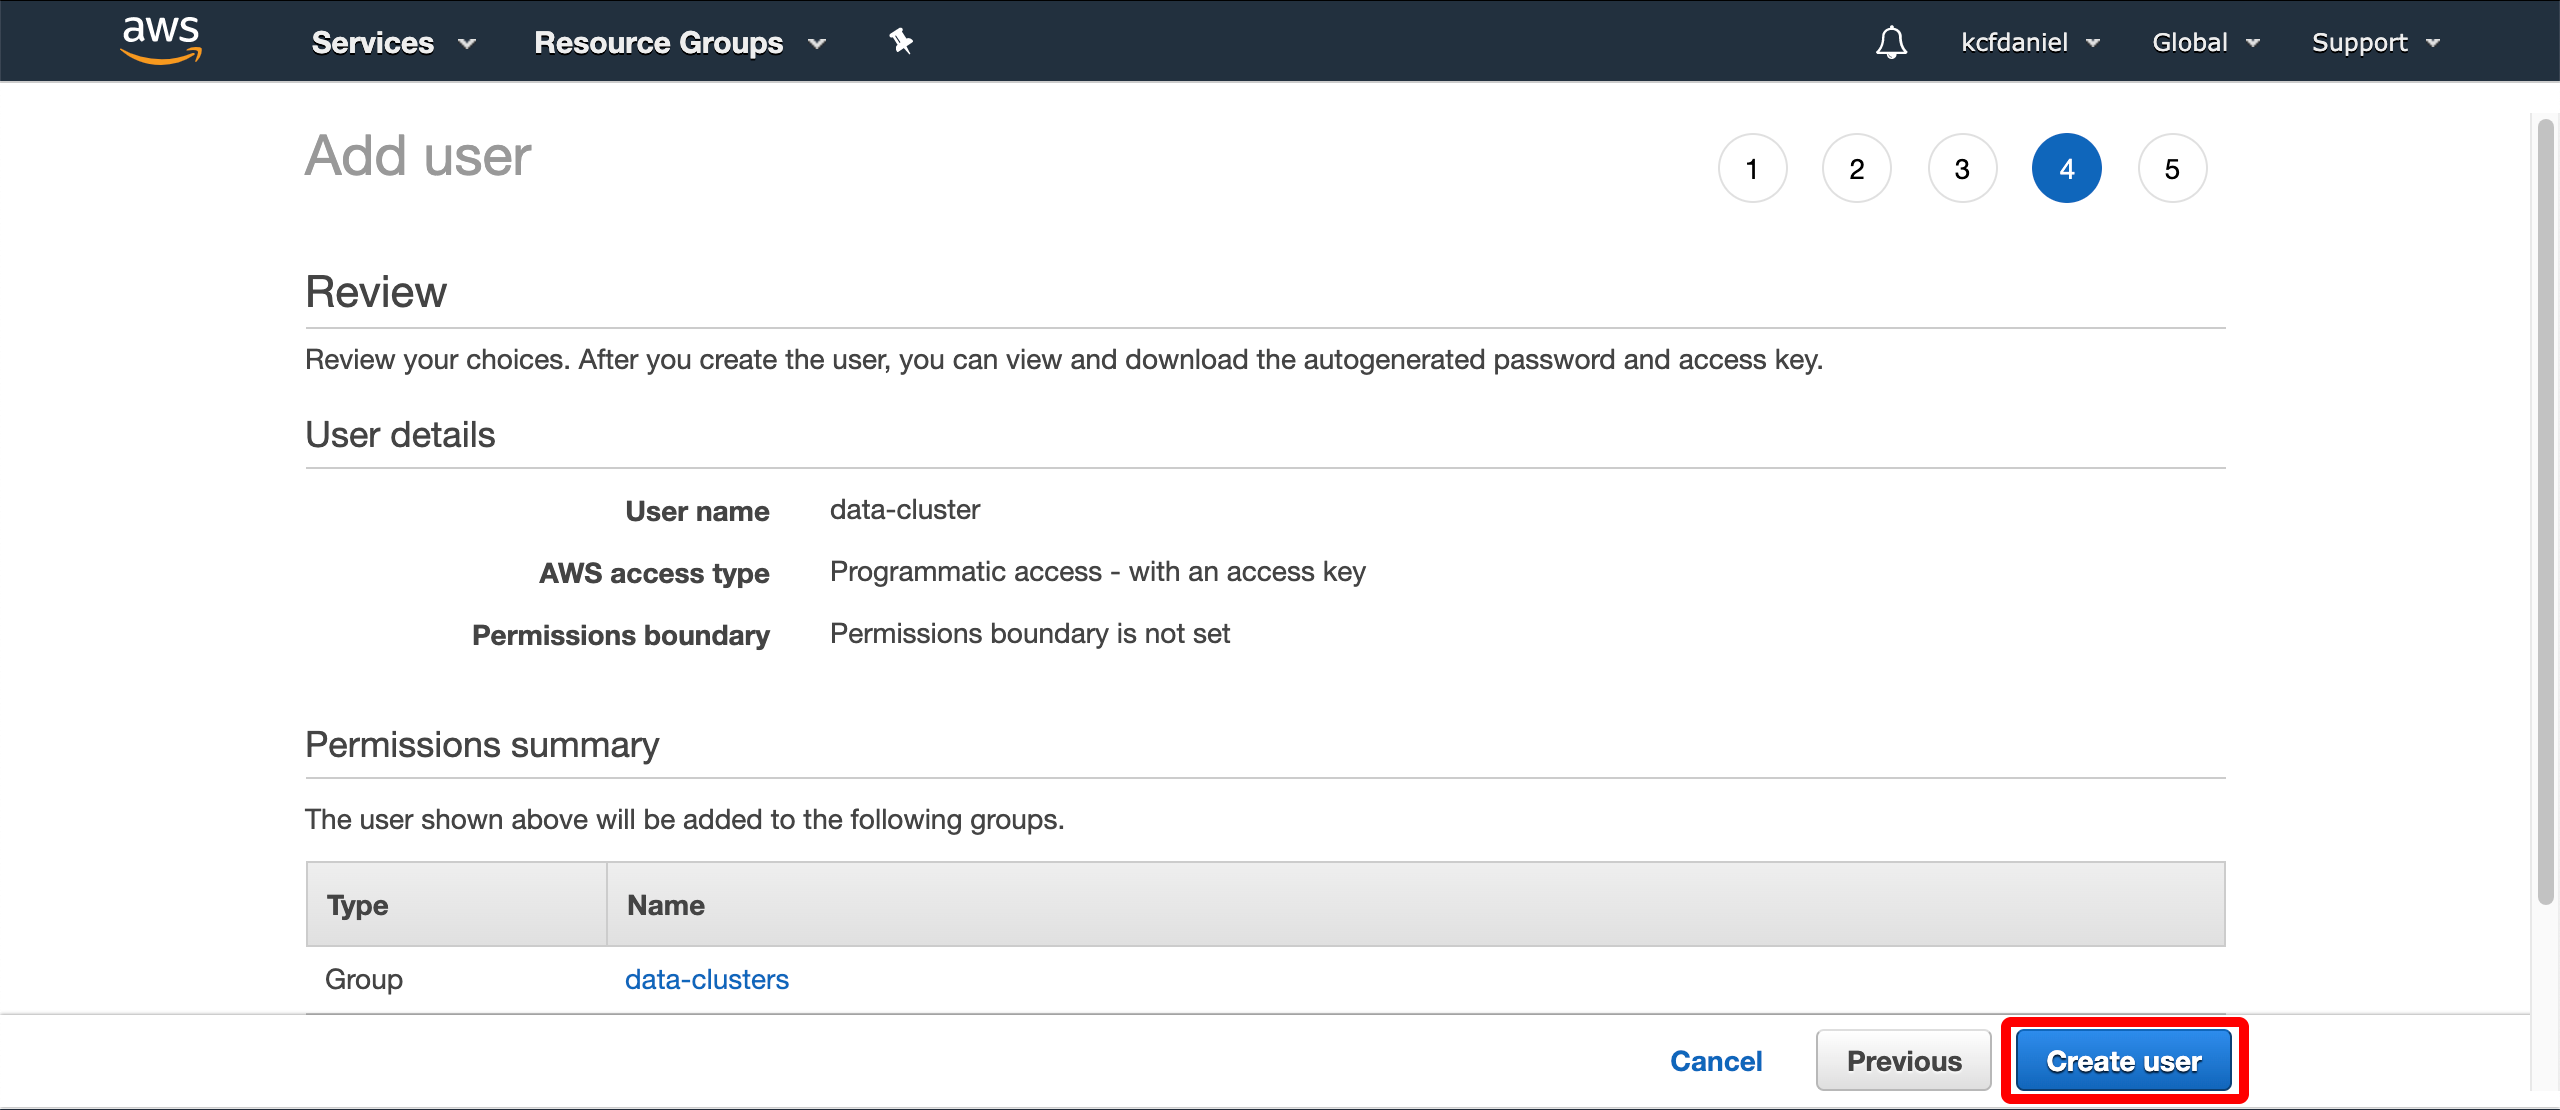 aws Services Resource Groups kcfdaniel Global Support
Add user 1 2 3 4 5
Review
Review your choices. After you create the user, you can view and download the autogenerated password and access key.
User details
User name data-cluster
AWS access type Programmatic access - with an access key
Permissions boundary Permissions boundary is not set
Permissions summary
The user shown above will be added to the following groups.
Type Name
Group data-clusters
Cancel Previous Create user